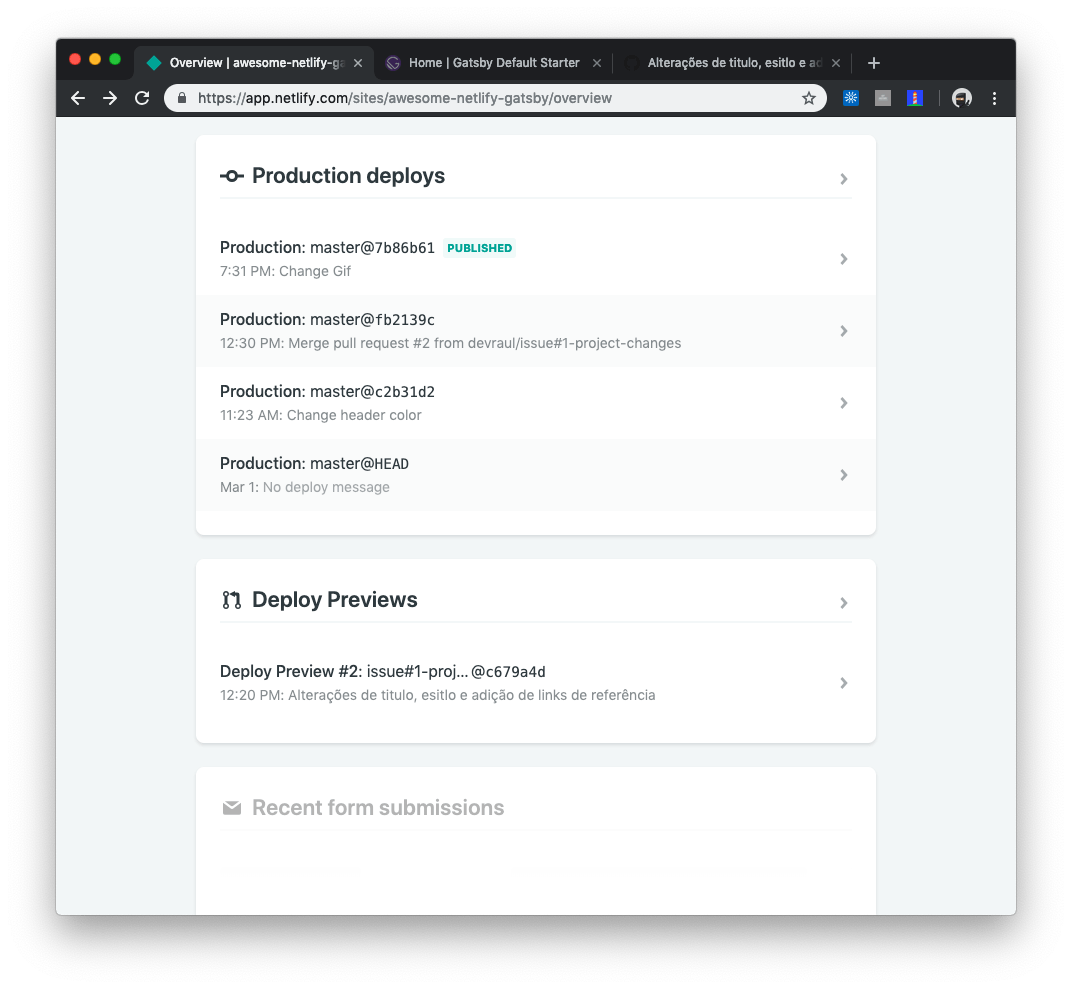 Overview | awesome-netlify-ga
Home | Gatsby Default Starter
Alterações de titulo, esitlo e ad
https://app.netlify.com/sites/awesome-netlify-gatsby/overview
Production deploys
Production: master@7b86b61 PUBLISHED
7:31 PM: Change Gif
Production: master@fb2139c
12:30 PM: Merge pull request #2 from devraul/issue#1-project-changes
Production: master@c2b31d2
11:23 AM: Change header color
Production: master@HEAD
Mar 1: No deploy message
Deploy Previews
Deploy Preview #2: issue#1-proj... @c679a4d
12:20 PM: Alterações de titulo, esitlo e adição de links de referência
Recent form submissions